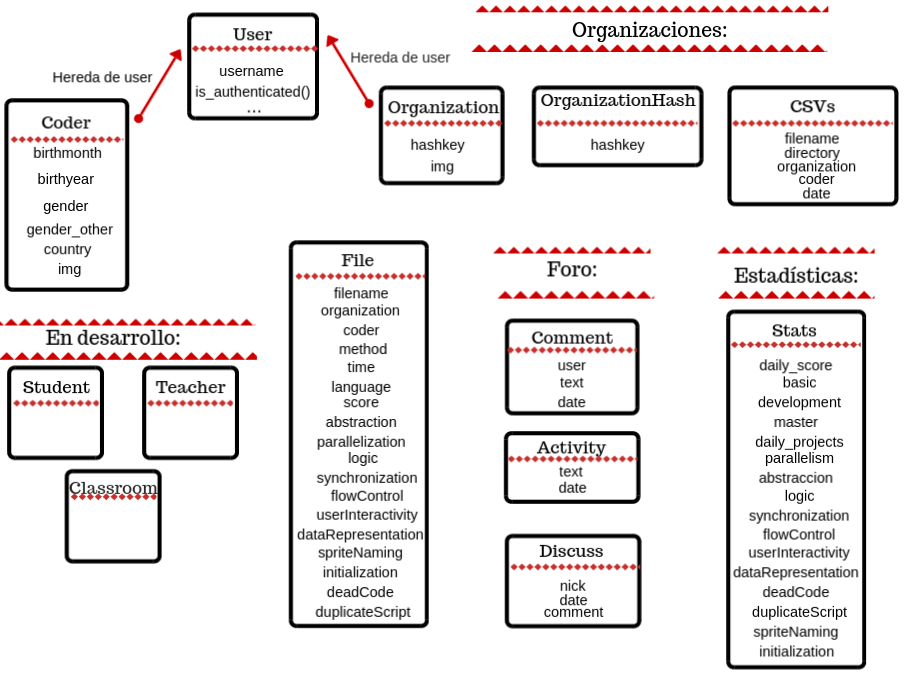 User
username
is_authenticated()
...
Hereda de user
Hereda de user
Coder
birthmonth
birthyear
gender
gender_other
country
img
Organizaciones:
Organization
hashkey
img
OrganizationHash
hashkey
CSVs
filename
directory
organization
coder
date
En desarrollo:
Student
Teacher
Classroom
File
filename
organization
coder
method
time
language
score
abstraction
parallelization
logic
synchronization
flowControl
userInteractivity
dataRepresentation
spriteNaming
initialization
deadCode
duplicateScript
Foro:
Comment
user
text
date
Activity
text
date
Discuss
nick
date
comment
Estadísticas:
Stats
daily_score
basic
development
master
daily_projects
parallelism
abstraccion
logic
synchronization
flowControl
userInteractivity
dataRepresentation
deadCode
duplicateScript
spriteNaming
initialization